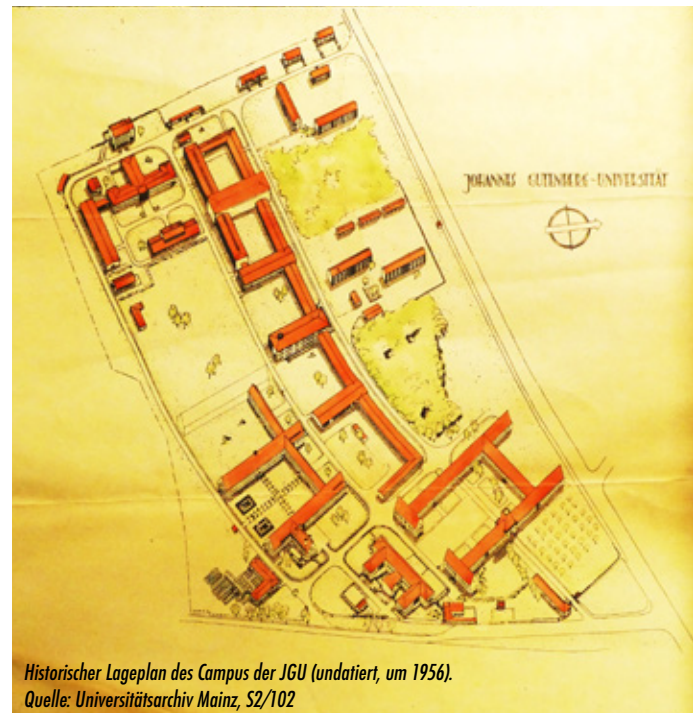 JOHANNES GUTENBERG-UNIVERSITÄT
Historischer Lageplan des Campus der JGU (undatiert, um 1956).
Quelle: Universitätsarchiv Mainz, S2/102